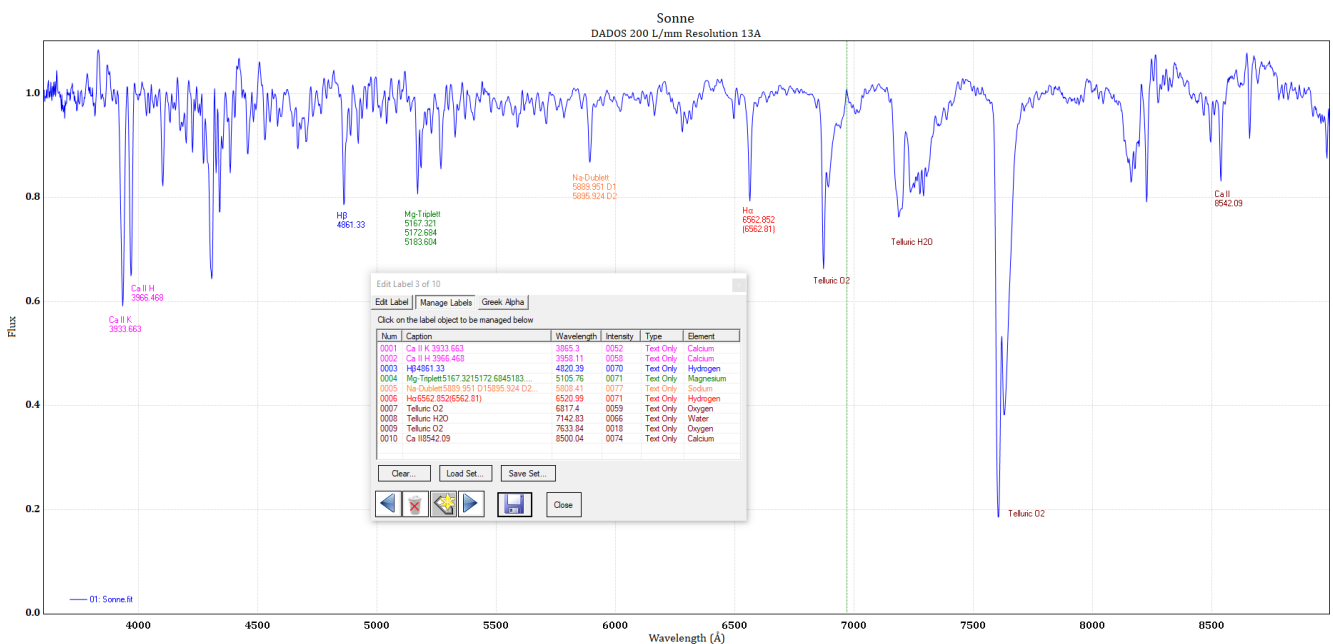 Sonne
DADOS 200 L/mm Resolution 13A
Flux
1.0
0.8
0.6
0.4
0.2
0.0
Ca II K
3933.663
Ca II H
3966.468
Hβ
4861.33
Mg-Triplett
5167.321
5172.684
5183.604
Na-Dublett
5889.951 D1
5895.924 D2
Hα
6562.852
(6562.81)
Telluric O2
Telluric H2O
Telluric O2
Ca II
8542.09
Edit Label 3 of 10
Edit Label Manage Labels Greek Alpha
Click on the label object to be managed below
Num Caption Wavelength Intensity Type Element
0001 Ca II K 3933.663 3865.3 0052 Text Only Calcium
0002 Ca II H 3966.468 3958.11 0058 Text Only Calcium
0003 Hβ4861.33 4820.39 0070 Text Only Hydrogen
0004 Mg-Triplett5167.3215172.6845183.... 5105.76 0071 Text Only Magnesium
0005 Na-Dublett5889.951 D15895.924 D2... 5808.41 0077 Text Only Sodium
0006 Hα6562.852(6562.81) 6520.99 0071 Text Only Hydrogen
0007 Telluric O2 6817.4 0059 Text Only Oxygen
0008 Telluric H2O 7142.83 0066 Text Only Water
0009 Telluric O2 7633.84 0018 Text Only Oxygen
0010 Ca II8542.09 8500.04 0074 Text Only Calcium
Clear... Load Set... Save Set...
Close
01: Sonne.fit
4000 4500 5000 5500 6000 6500 7000 7500 8000 8500
Wavelength (Å)